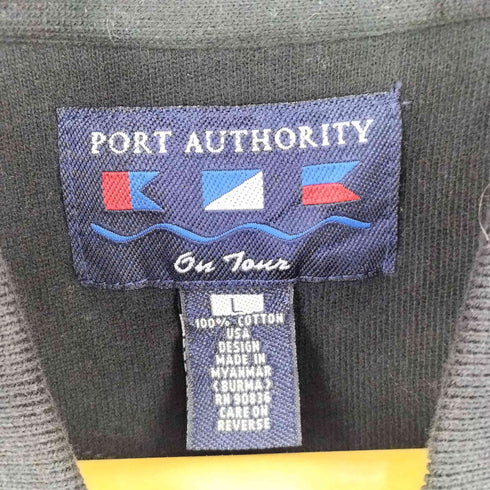 PORT AUTHORITY
On Tour
L
100% COTTON
USA
DESIGN
MADE IN
MYANMAR
(BURMA)
RN 90836
CARE ON
REVERSE